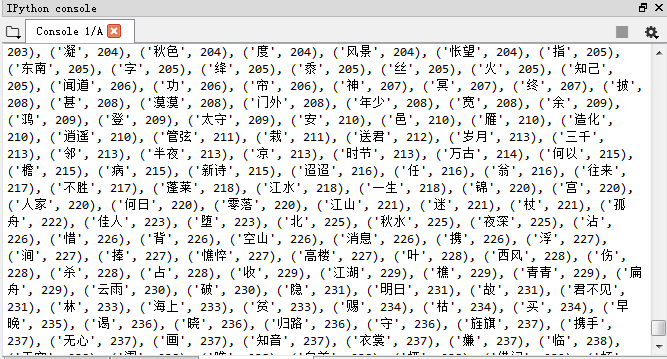 IPython console
Console 1/A
203), ('凝', 204), ('秋色', 204), ('度', 204), ('风景', 204), ('怅望', 204), ('指', 205),
('东南', 205), ('字', 205), ('绛', 205), ('忝', 205), ('丝', 205), ('火', 205), ('知己',
205), ('闻道', 206), ('功', 206), ('帘', 206), ('神', 207), ('冥', 207), ('终', 207), ('披',
208), ('甚', 208), ('漠漠', 208), ('门外', 208), ('年少', 208), ('宽', 208), ('余', 209),
('鸿', 209), ('登', 209), ('太守', 209), ('安', 210), ('邑', 210), ('雁', 210), ('造化',
210), ('逍遥', 210), ('管弦', 211), ('栽', 211), ('送君', 212), ('岁月', 213), ('三千',
213), ('邻', 213), ('半夜', 213), ('凉', 213), ('时节', 213), ('万古', 214), ('何以', 215),
('檐', 215), ('病', 215), ('新诗', 215), ('迢迢', 216), ('任', 216), ('翁', 216), ('往来',
217), ('不胜', 217), ('蓬莱', 218), ('江水', 218), ('一生', 218), ('锦', 220), ('宫', 220),
('人家', 220), ('何日', 220), ('零落', 220), ('江山', 221), ('迷', 221), ('杖', 221), ('孤
舟', 222), ('佳人', 223), ('堕', 223), ('北', 225), ('秋水', 225), ('夜深', 225), ('沾',
226), ('惜', 226), ('背', 226), ('空山', 226), ('消息', 226), ('携', 226), ('浮', 227),
('涧', 227), ('捧', 227), ('憔悴', 227), ('高楼', 227), ('叶', 228), ('西风', 228), ('伤',
228), ('杀', 228), ('占', 228), ('收', 229), ('江湖', 229), ('樵', 229), ('青青', 229), ('扁
舟', 229), ('云雨', 230), ('破', 230), ('隐', 231), ('明日', 231), ('故', 231), ('君不见',
231), ('林', 233), ('海上', 233), ('筑', 233), ('赐', 234), ('枯', 234), ('买', 234), ('早
晚', 235), ('谒', 236), ('晓', 236), ('归路', 236), ('守', 236), ('旌旗', 237), ('携手',
237), ('无心', 237), ('画', 237), ('知音', 237), ('衣裳', 237), ('兼', 238), ('临', 238),